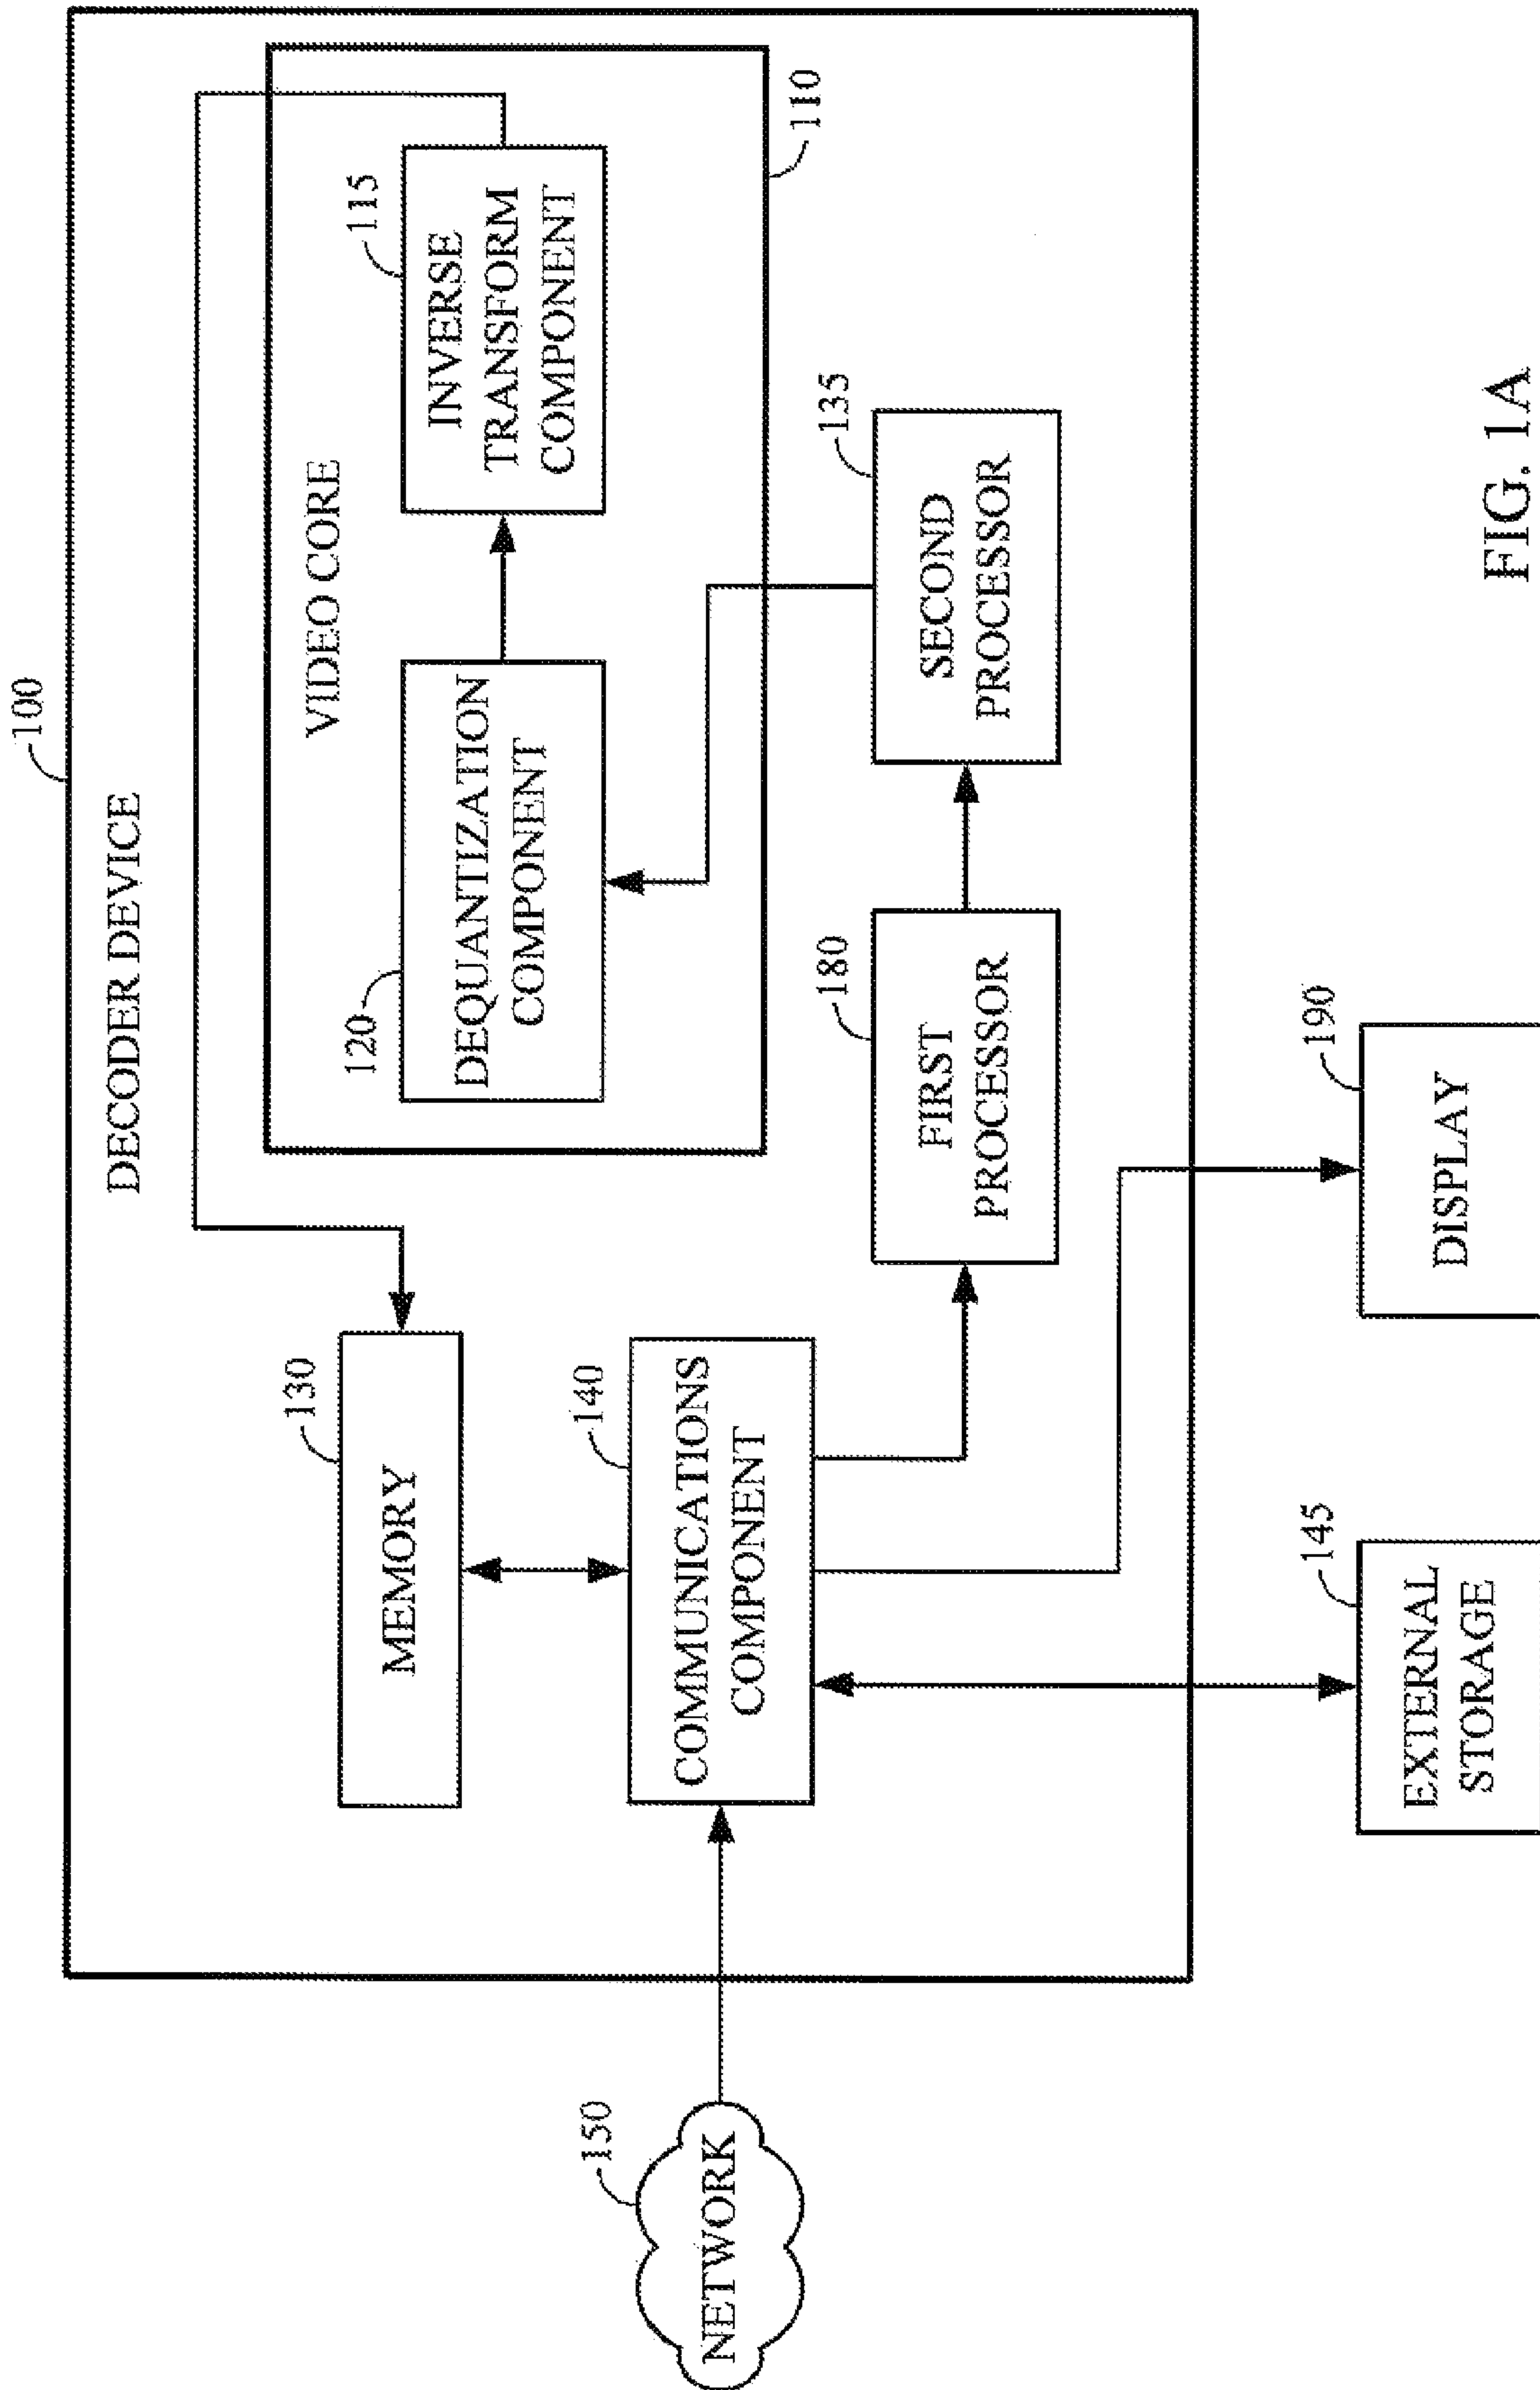 100
DECODER DEVICE
VIDEO CORE
110
120
DEQUANTIZATION
COMPONENT
115
INVERSE
TRANSFORM
COMPONENT
130
MEMORY
140
COMMUNICATIONS
COMPONENT
150
NETWORK
180
FIRST
PROCESSOR
135
SECOND
PROCESSOR
145
EXTERNAL
STORAGE
190
DISPLAY
FIG. 1A